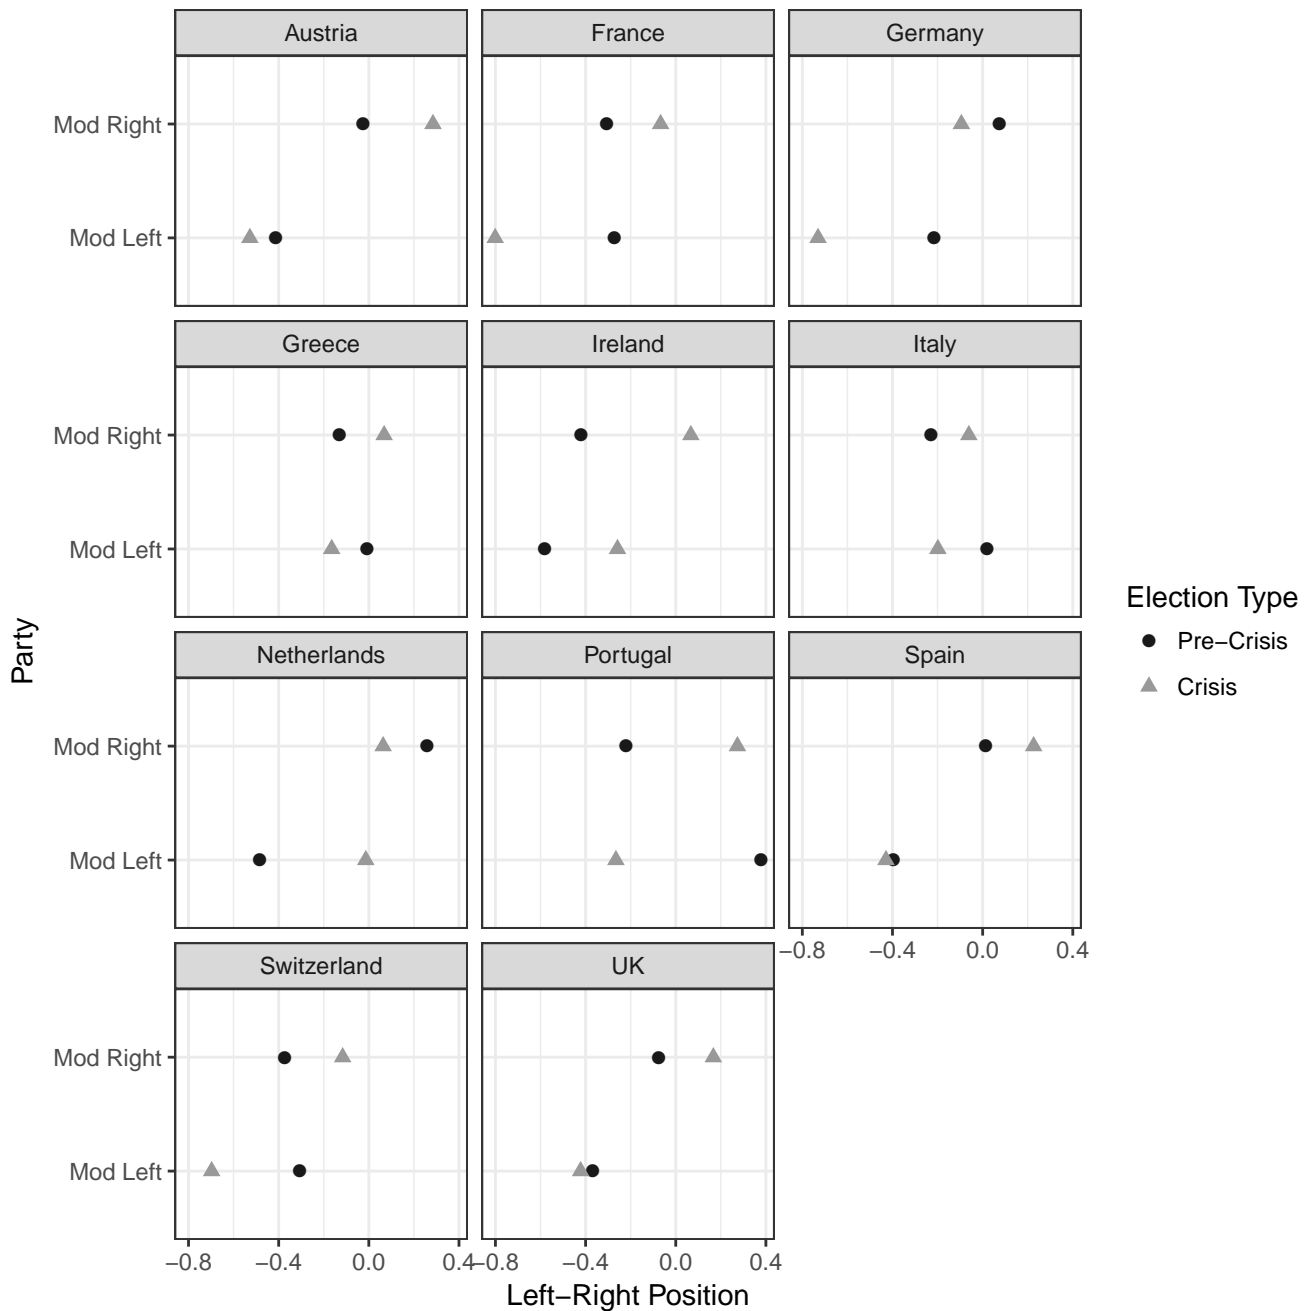 Austria
France
Germany
Mod Right
Mod Left
Greece
Ireland
Italy
Mod Right
Mod Left
Netherlands
Portugal
Spain
Mod Right
Mod Left
−0.8 −0.4 0.0 0.4
Switzerland
UK
Mod Right
Mod Left
−0.8 −0.4 0.0 0.4
−0.8 −0.4 0.0 0.4
Left−Right Position
Party
Election Type
Pre−Crisis
Crisis